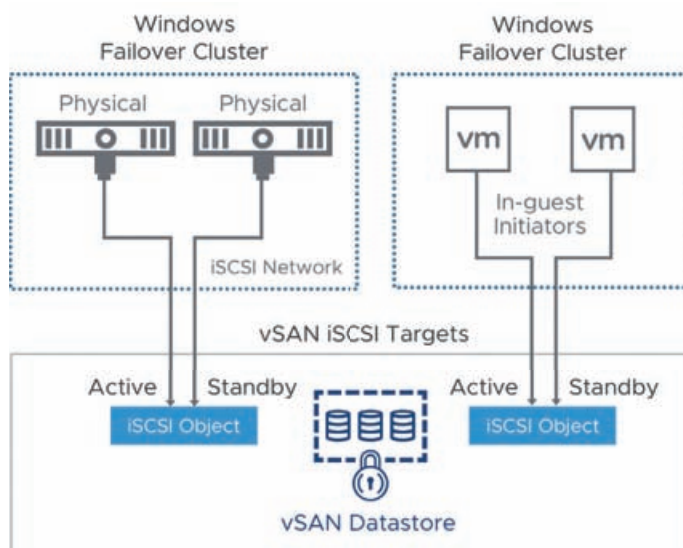 Windows
Failover Cluster
Physical
Physical
iSCSI Network
Windows
Failover Cluster
vm
vm
In-guest
Initiators
vSAN iSCSI Targets
Active
Standby
iSCSI Object
Active
Standby
iSCSI Object
vSAN Datastore